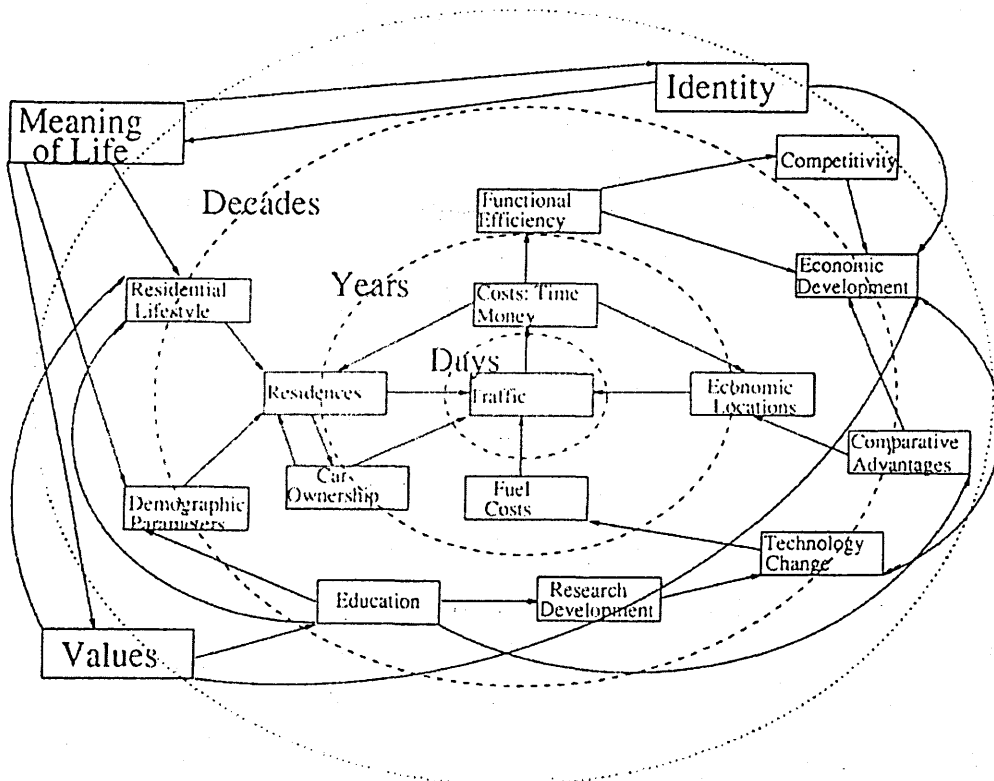 Identity
Meaning
of Life
Competitivity
Decades
Functional
Efficiency
Economic
Development
Residential
Lifestyle
Years
Costs: Time
Money
Days
Residences
Traffic
Economic
Locations
Comparative
Advantages
Car
Ownership
Fuel
Costs
Demographic
Parameters
Technology
Change
Education
Research
Development
Values